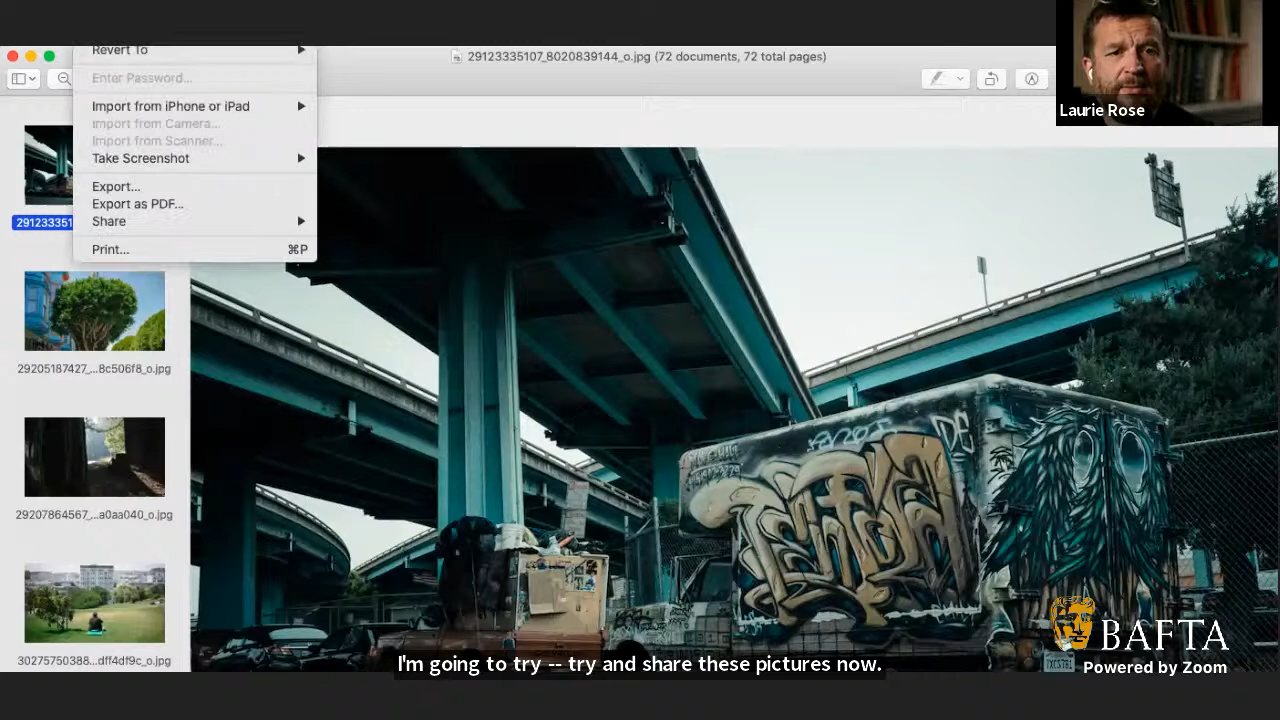 29123335107_8020839144_o.jpg (72 documents, 72 total pages)
Revert To
Enter Password...
Import from iPhone or iPad
Import from Camera...
Import from Scanner...
Take Screenshot
Export...
Export as PDF...
Share
Print... ⌘P
291233351
29205187427_...8c506f8_o.jpg
29207864567_...a0aa040_o.jpg
30275750388...dff4df9c_o.jpg
Laurie Rose
DE
BAFTA
Powered by Zoom
I'm going to try -- try and share these pictures now.